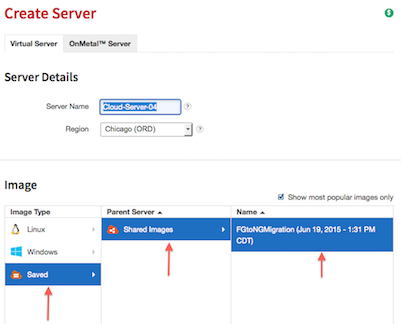 Create Server
$
Virtual Server
OnMetal™ Server
Server Details
Server Name
Cloud-Server-04
?
Region
Chicago (ORD)
?
Image
Show most popular images only
Image Type
Parent Server
Name
Linux
Shared Images
FGtoNGMigration (Jun 19, 2015 - 1:31 PM
CDT)
Windows
Saved